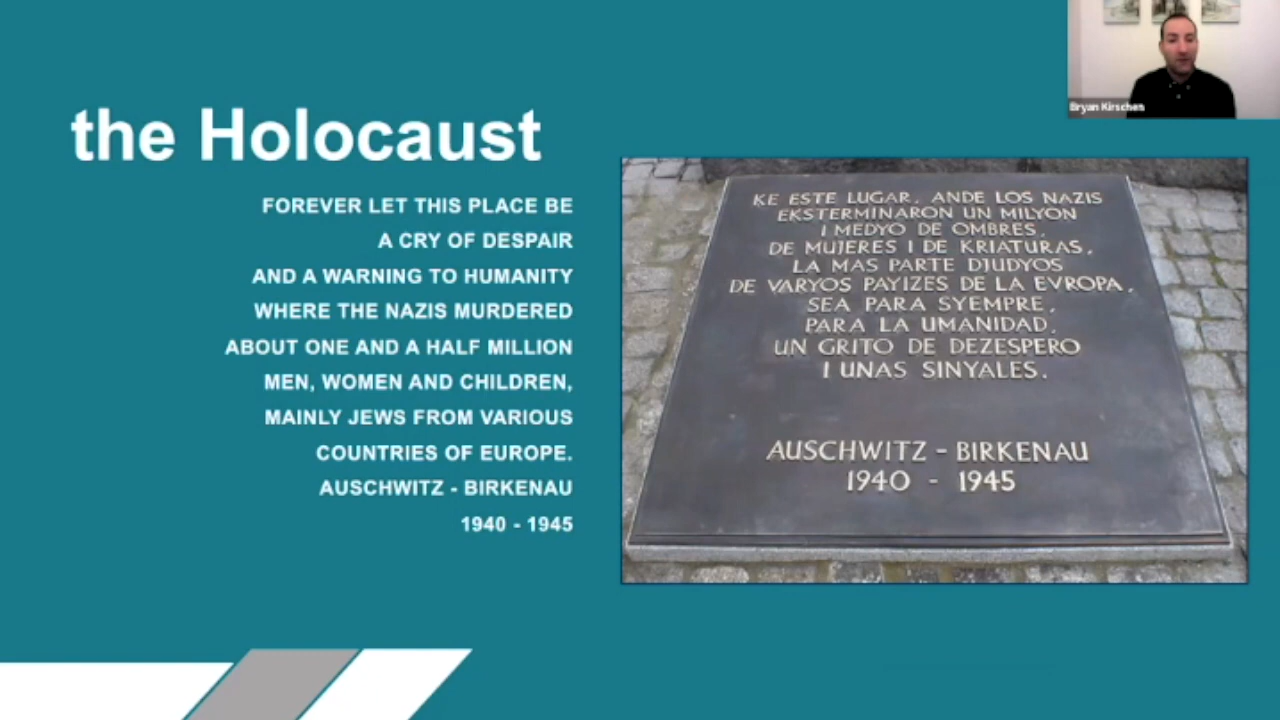 the Holocaust
FOREVER LET THIS PLACE BE
A CRY OF DESPAIR
AND A WARNING TO HUMANITY
WHERE THE NAZIS MURDERED
ABOUT ONE AND A HALF MILLION
MEN, WOMEN AND CHILDREN,
MAINLY JEWS FROM VARIOUS
COUNTRIES OF EUROPE.
AUSCHWITZ - BIRKENAU
1940 - 1945
Bryan Kirschen
KE ESTE LUGAR, ANDE LOS NAZIS
EKSTERMINARON UN MILYON
I MEDYO DE OMBRES,
DE MUJERES I DE KRIATURAS,
LA MAS PARTE DJUDYOS
DE VARYOS PAYIZES DE LA EVROPA,
SEA PARA SYEMPRE,
PARA LA UMANIDAD,
UN GRITO DE DEZESPERO
I UNAS SINYALES.
AUSCHWITZ - BIRKENAU
1940 - 1945